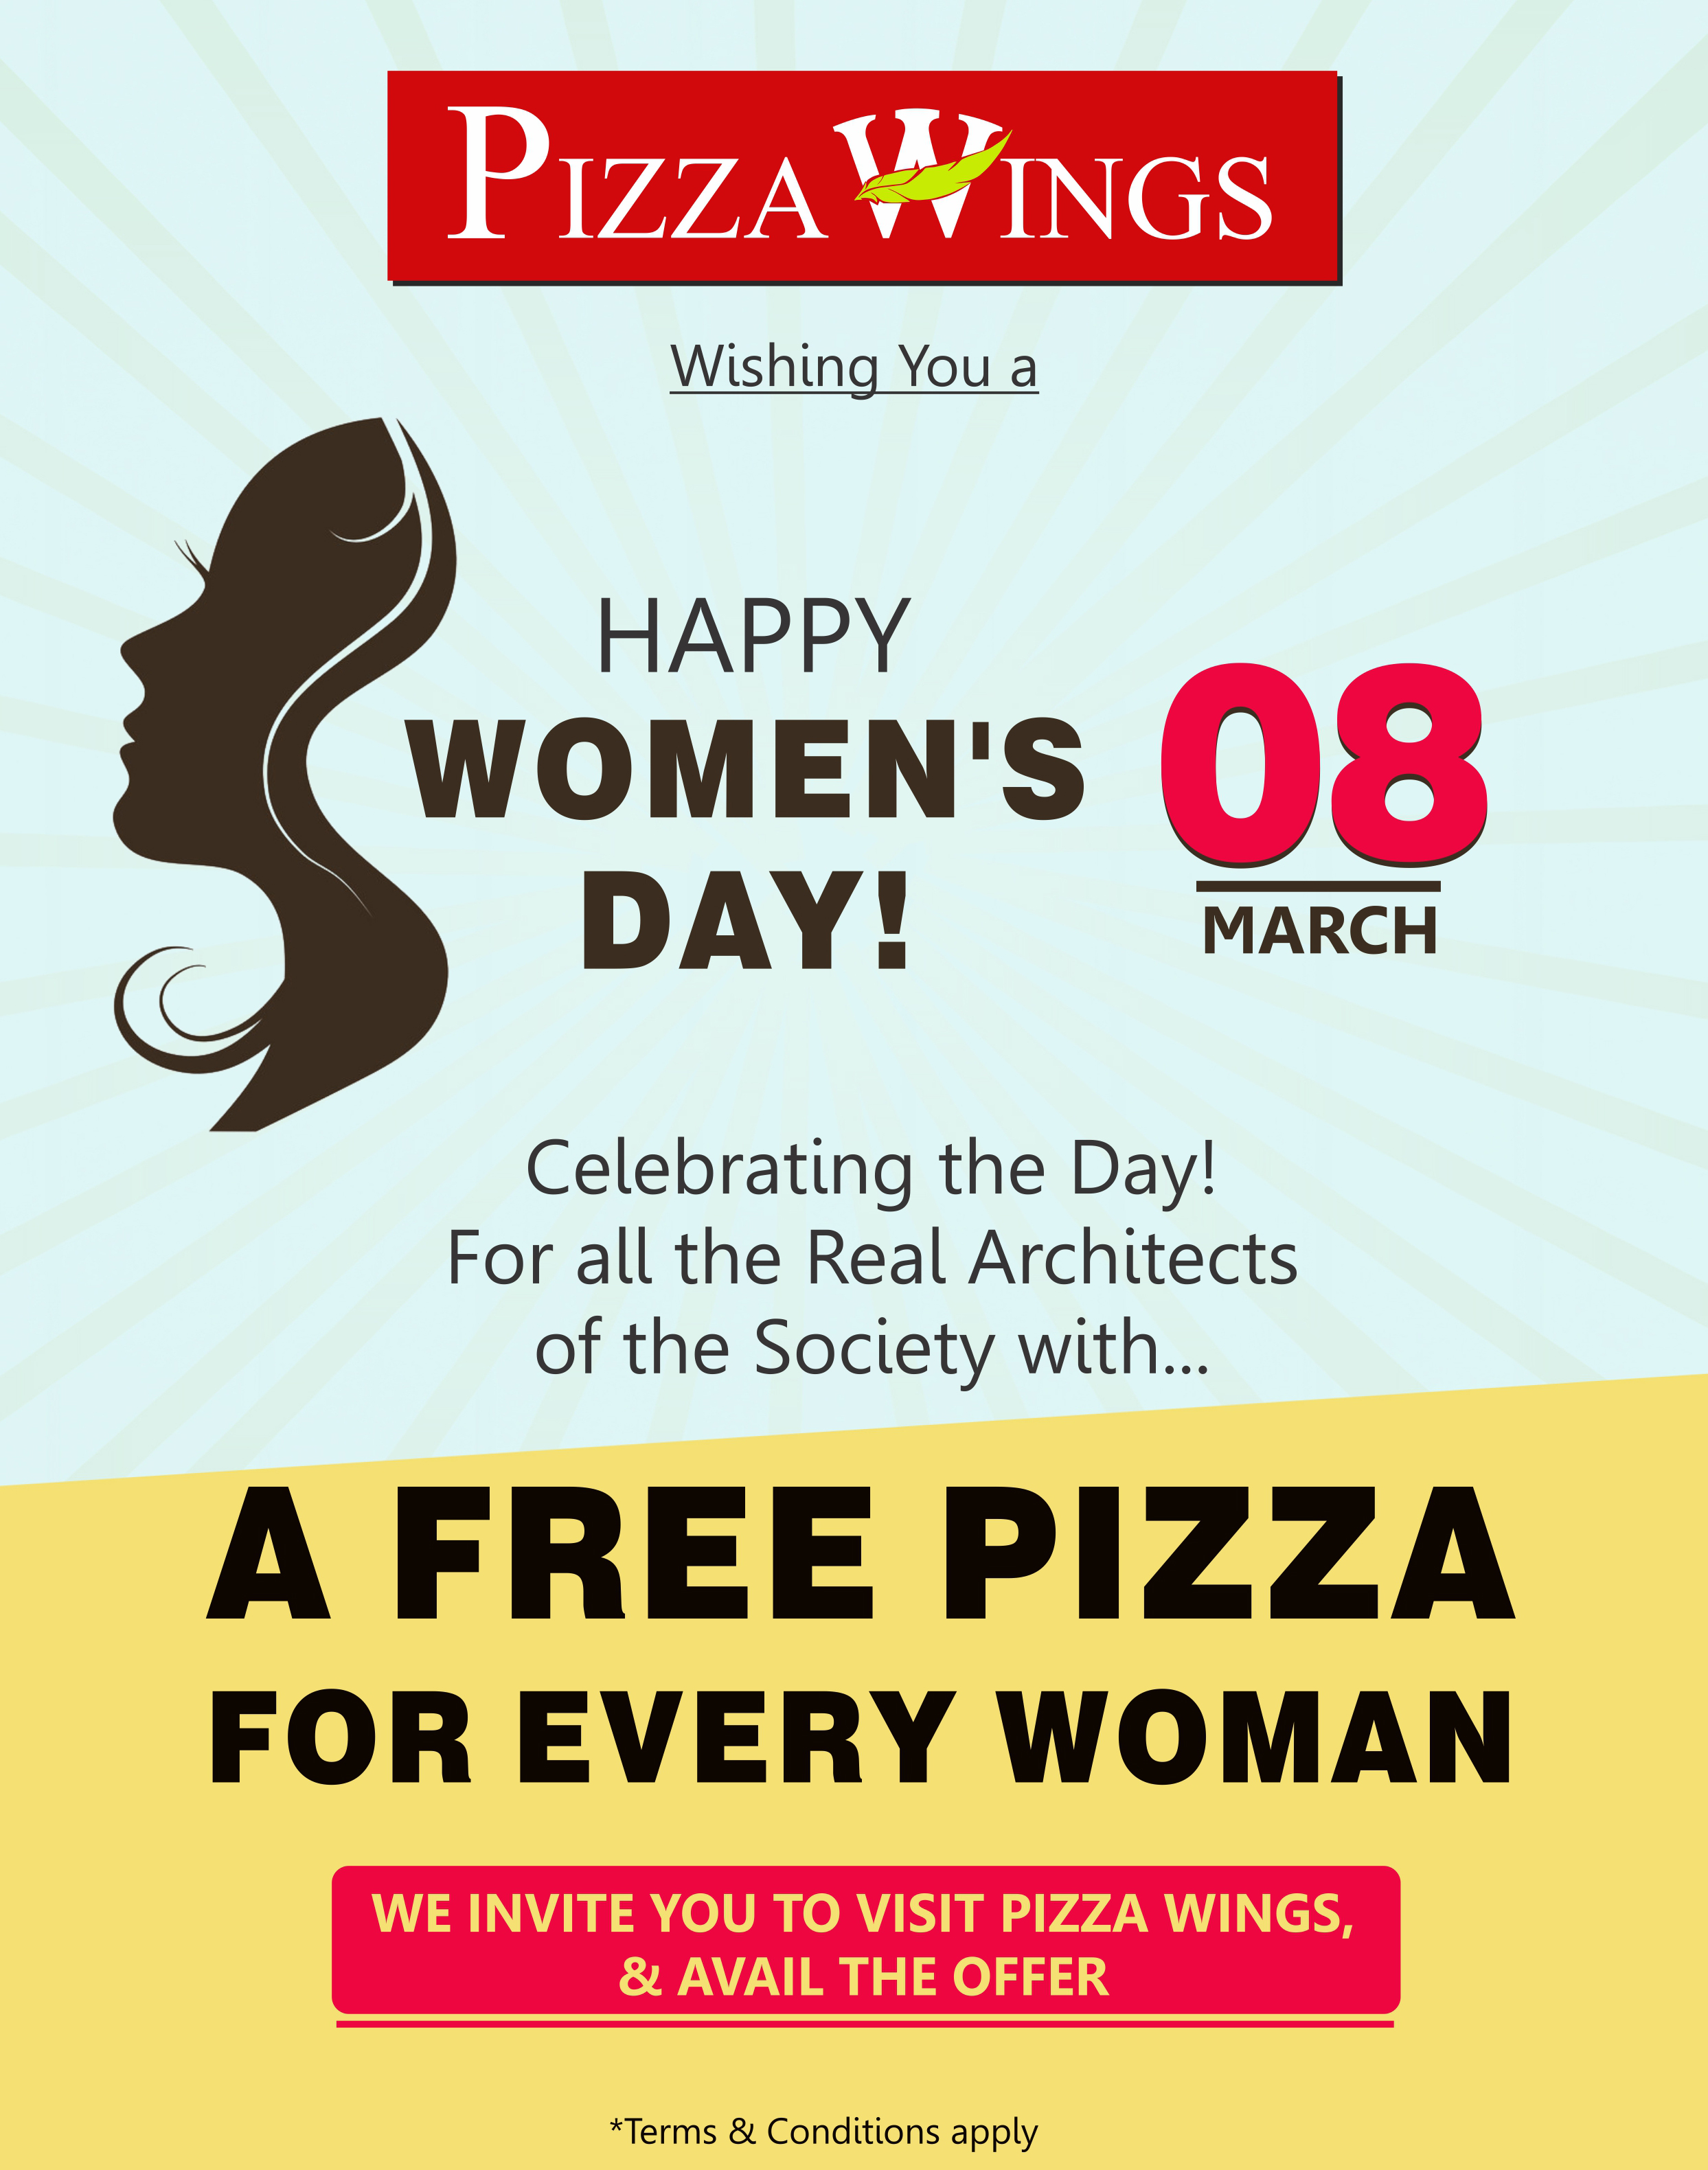 PIZZA WINGS
Wishing You a
HAPPY
WOMEN'S
DAY!
08
MARCH
Celebrating the Day!
For all the Real Architects
of the Society with...
A FREE PIZZA
FOR EVERY WOMAN
WE INVITE YOU TO VISIT PIZZA WINGS,
& AVAIL THE OFFER
*Terms & Conditions apply